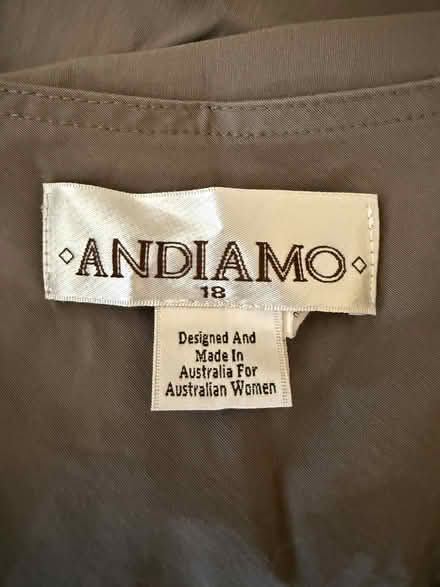 ◇ANDIAMO◇
18
Designed And
Made In
Australia For
Australian Women